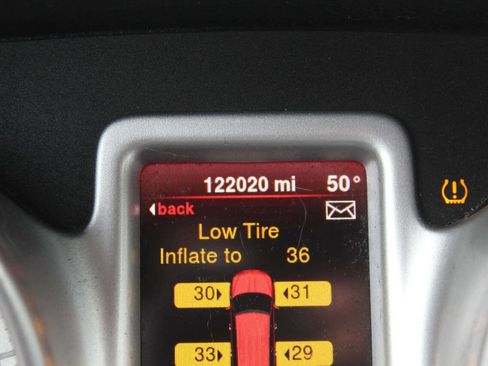 122020 mi 50°
back
Low Tire
Inflate to 36
30 31
33 29